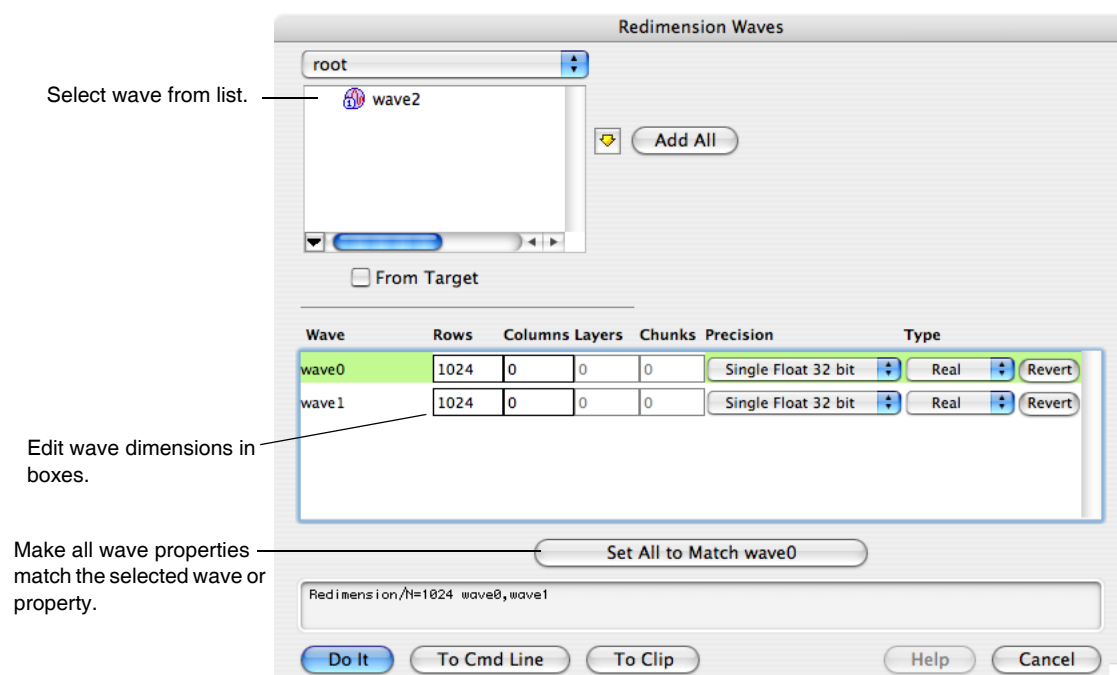 Redimension Waves
root
Select wave from list.
wave2
Add All
From Target
Wave Rows Columns Layers Chunks Precision Type
wave0 1024 0 0 0 Single Float 32 bit Real Revert
wave1 1024 0 0 0 Single Float 32 bit Real Revert
Edit wave dimensions in
boxes.
Make all wave properties
match the selected wave or
property.
Set All to Match wave0
Redimension/N=1024 wave0,wave1
Do It To Cmd Line To Clip Help Cancel